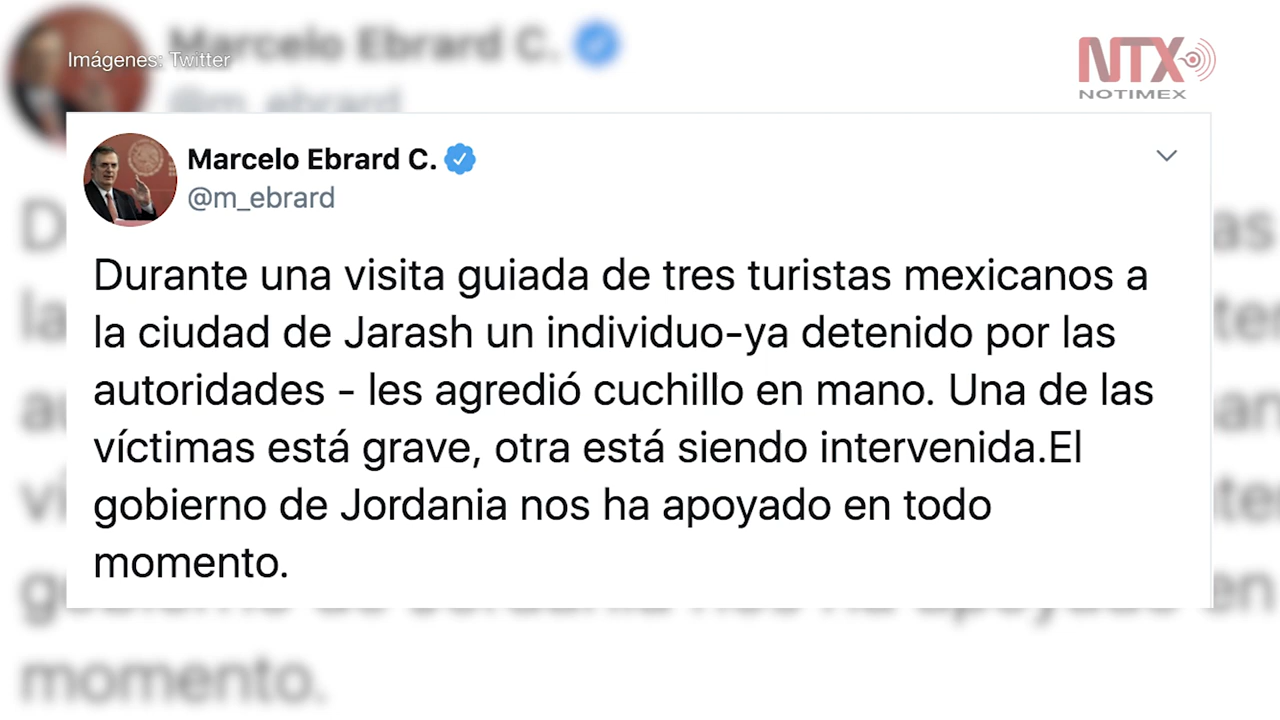 Imágenes: Twitter
NTX
NOTIMEX
Marcelo Ebrard C.
@m_ebrard
Durante una visita guiada de tres turistas mexicanos a
la ciudad de Jarash un individuo-ya detenido por las
autoridades - les agredió cuchillo en mano. Una de las
víctimas está grave, otra está siendo intervenida.El
gobierno de Jordania nos ha apoyado en todo
momento.